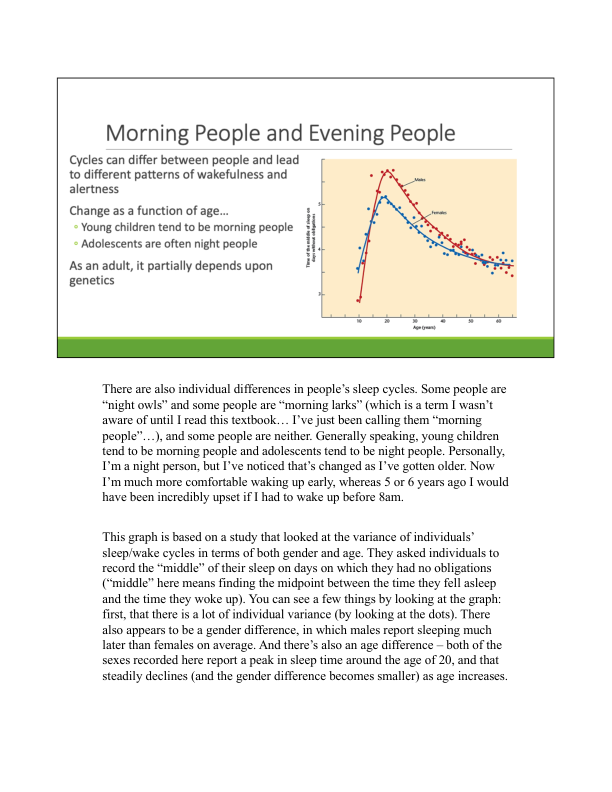 Morning People and Evening People
Cycles can differ between people and lead
to different patterns of wakefulness and
alertness
Change as a function of age…
◦ Young children tend to be morning people
◦ Adolescents are often night people
As an adult, it partially depends upon
genetics
Time of the middle of sleep on
days without obligations
5
4
3
Males
Females
10 20 30 40 50 60
Age (years)
There are also individual differences in people’s sleep cycles. Some people are
“night owls” and some people are “morning larks” (which is a term I wasn’t
aware of until I read this textbook… I’ve just been calling them “morning
people”…), and some people are neither. Generally speaking, young children
tend to be morning people and adolescents tend to be night people. Personally,
I’m a night person, but I’ve noticed that’s changed as I’ve gotten older. Now
I’m much more comfortable waking up early, whereas 5 or 6 years ago I would
have been incredibly upset if I had to wake up before 8am.
This graph is based on a study that looked at the variance of individuals’
sleep/wake cycles in terms of both gender and age. They asked individuals to
record the “middle” of their sleep on days on which they had no obligations
(“middle” here means finding the midpoint between the time they fell asleep
and the time they woke up). You can see a few things by looking at the graph:
first, that there is a lot of individual variance (by looking at the dots). There
also appears to be a gender difference, in which males report sleeping much
later than females on average. And there’s also an age difference – both of the
sexes recorded here report a peak in sleep time around the age of 20, and that
steadily declines (and the gender difference becomes smaller) as age increases.